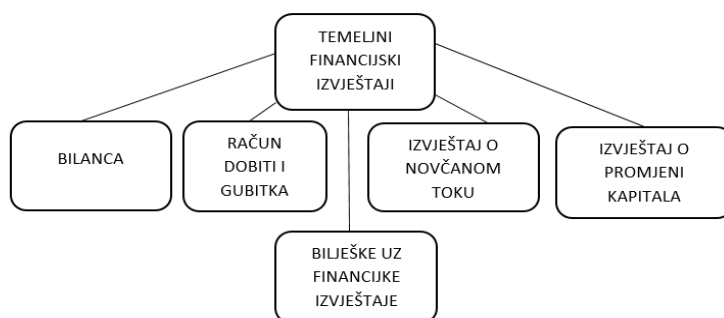 TEMELJNI
FINANCIJSKI
IZVJEŠTAJI
BILANCA
RAČUN
DOBITI I
GUBITKA
IZVJEŠTAJ O
NOVČANOM
TOKU
IZVJEŠTAJ O
PROMJENI
KAPITALA
BILJEŠKE UZ
FINANCIJKE
IZVJEŠTAJE